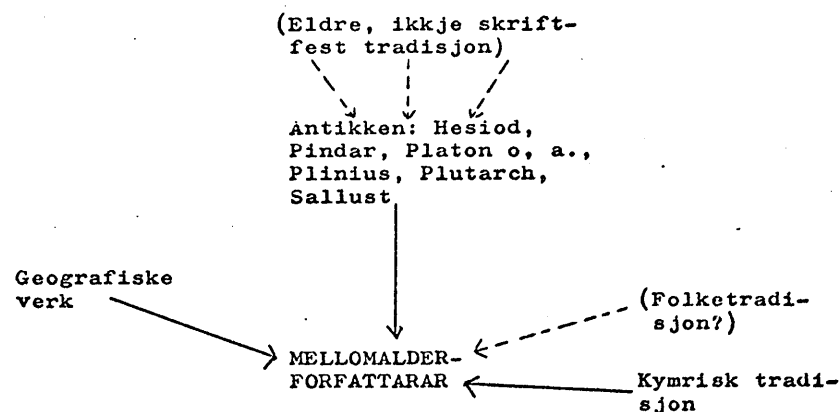 (Eldre, ikkje skrift-
fest tradisjon)
Antikken: Hesiod,
Pindar, Platon o, a.,
Plinius, Plutarch,
Sallust
Geografiske
verk
(Folketradi-
sjon?)
MELLOMALDER-
FORFATTARAR
Kymrisk tradi-
sjon